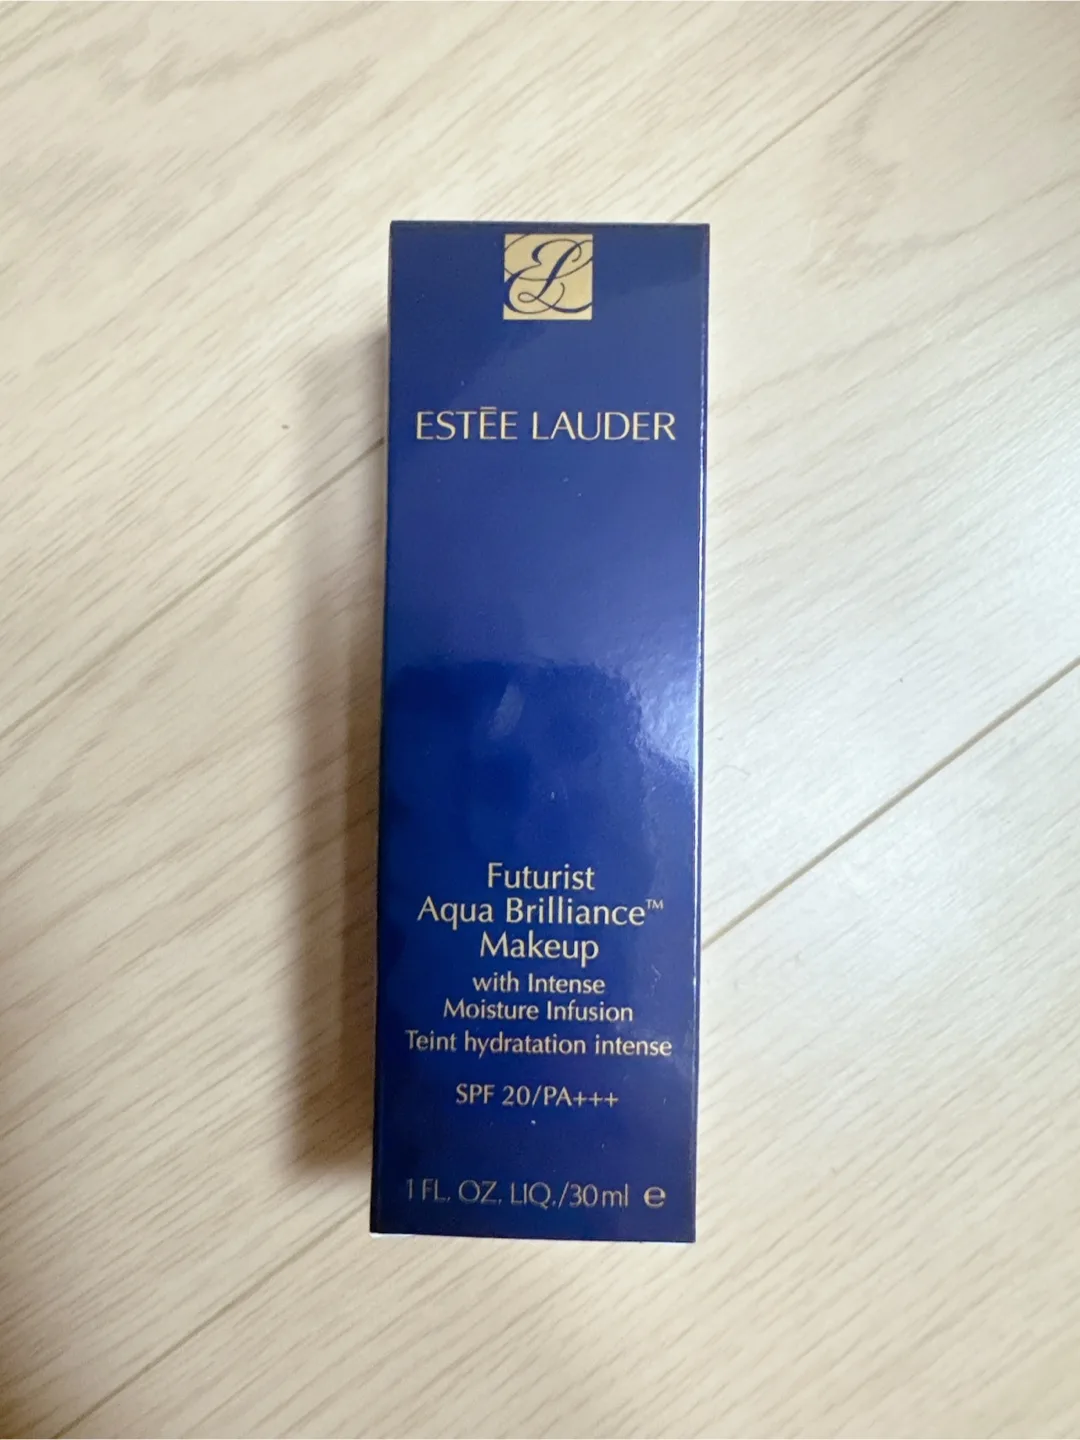 EL
ESTĒE LAUDER
Futurist
Aqua Brilliance™
Makeup
with Intense
Moisture Infusion
Teint hydratation intense
SPF 20/PA+++
1 FL. OZ. LIQ./30ml ℮